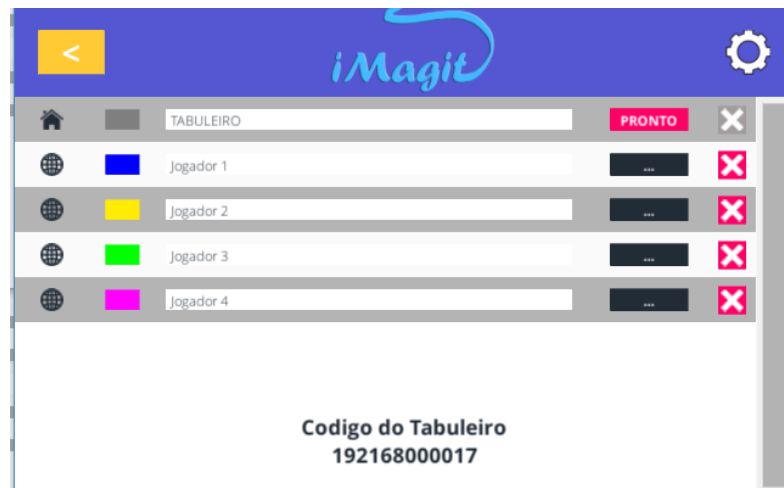 <
iMagit
TABULEIRO PRONTO
Jogador 1 ...
Jogador 2 ...
Jogador 3 ...
Jogador 4 ...
Codigo do Tabuleiro
192168000017